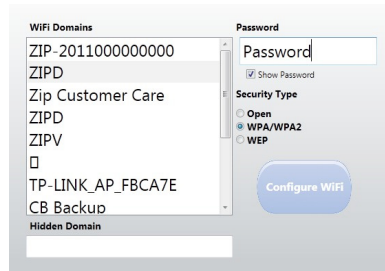 WiFi Domains
ZIP-2011000000000
ZIPD
Zip Customer Care
ZIPD
ZIPV
TP-LINK_AP_FBCA7E
CB Backup
Hidden Domain
Password
Password
Show Password
Security Type
Open
WPA/WPA2
WEP
Configure WiFi